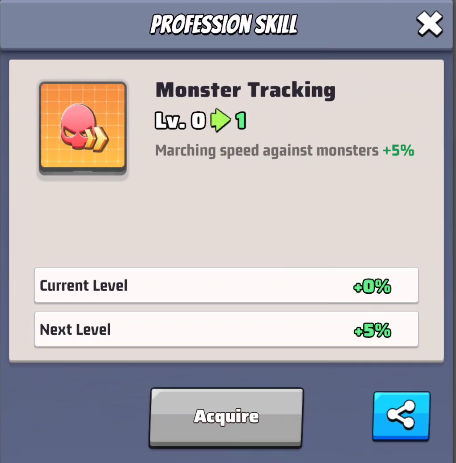 PROFESSION SKILL
Monster Tracking
Lv. 0 1
Marching speed against monsters +5%
Current Level +0%
Next Level +5%
Acquire